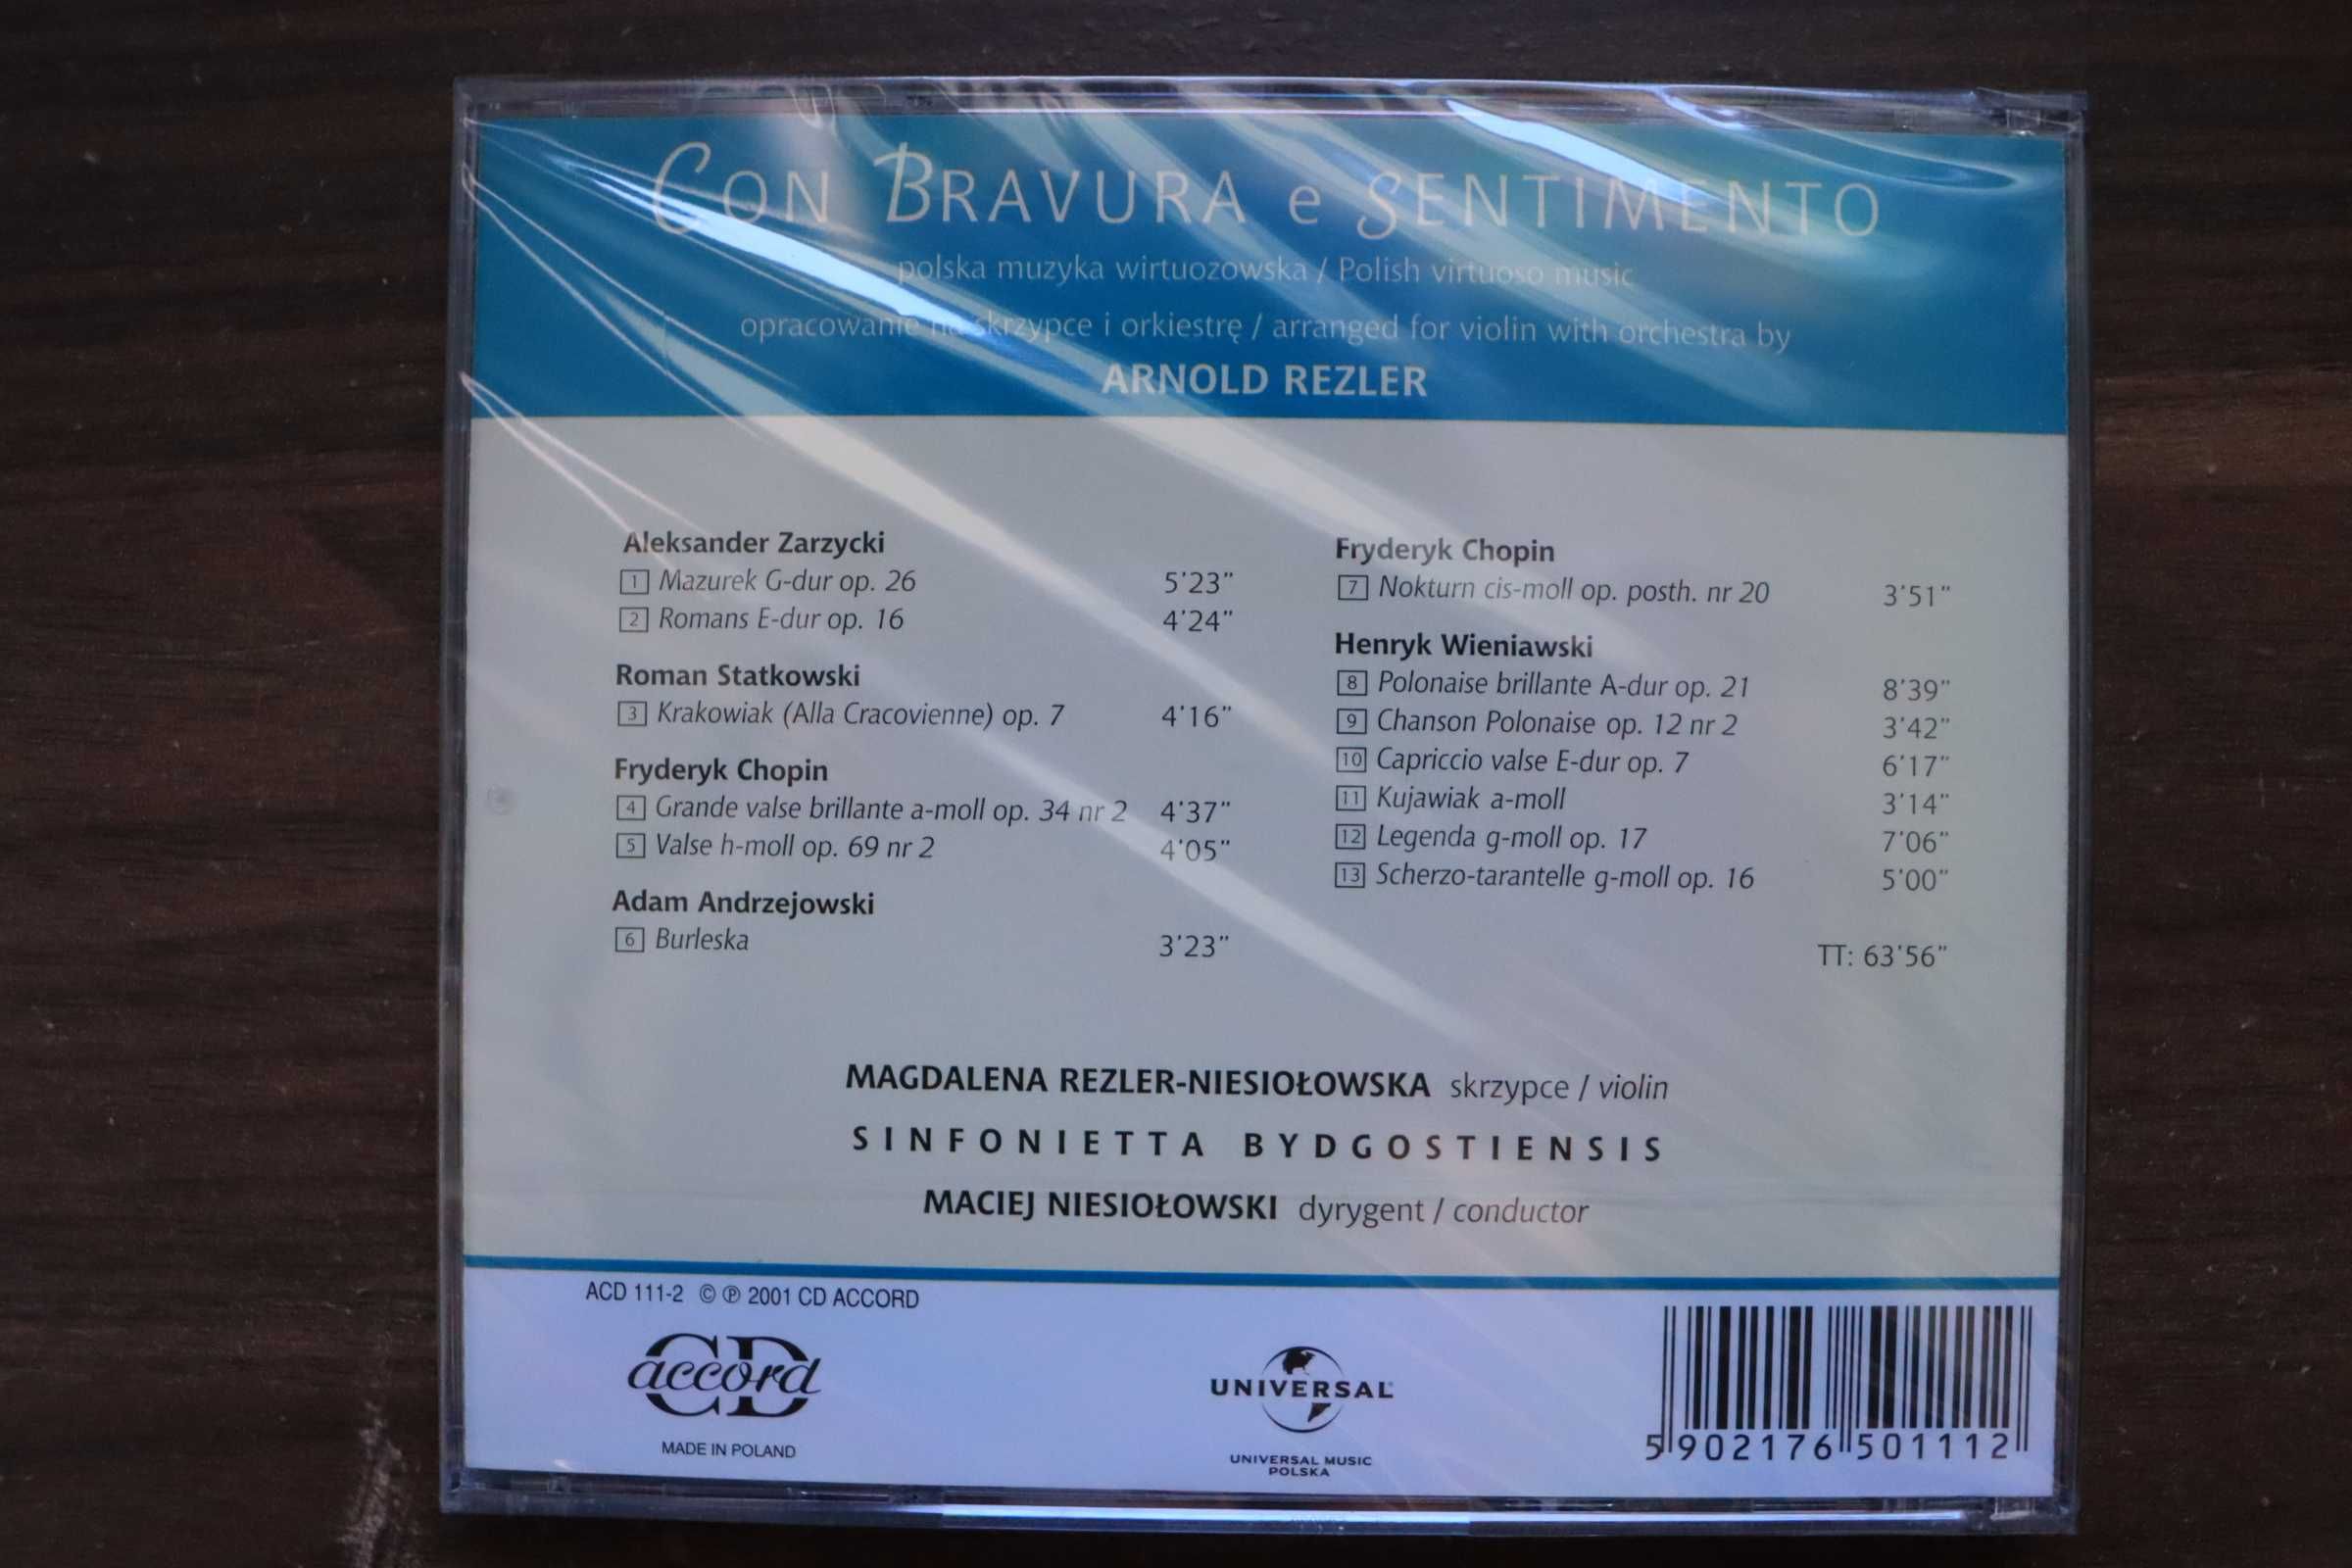 CON BRAVURA e SENTIMENTO
polska muzyka wirtuozowska / Polish virtuoso music
opracowanie na skrzypce i orkiestrę / arranged for violin with orchestra by
ARNOLD REZLER
Aleksander Zarzycki
1 Mazurek G-dur op. 26 5'23"
2 Romans E-dur op. 16 4'24"
Roman Statkowski
3 Krakowiak (Alla Cracovienne) op. 7 4'16"
Fryderyk Chopin
4 Grande valse brillante a-moll op. 34 nr 2 4'37"
5 Valse h-moll op. 69 nr 2 4'05"
Adam Andrzejowski
6 Burleska 3'23"
Fryderyk Chopin
7 Nokturn cis-moll op. posth. nr 20 3'51"
Henryk Wieniawski
8 Polonaise brillante A-dur op. 21 8'39"
9 Chanson Polonaise op. 12 nr 2 3'42"
10 Capriccio valse E-dur op. 7 6'17"
11 Kujawiak a-moll 3'14"
12 Legenda g-moll op. 17 7'06"
13 Scherzo-tarantelle g-moll op. 16 5'00"
TT: 63'56"
MAGDALENA REZLER-NIESIOŁOWSKA skrzypce / violin
SINFONIETTA BYDGOSTIENSIS
MACIEJ NIESIOŁOWSKI dyrygent / conductor
ACD 111-2 © ℗ 2001 CD ACCORD
CD accord
MADE IN POLAND
UNIVERSAL
UNIVERSAL MUSIC
POLSKA
5 902176 501112